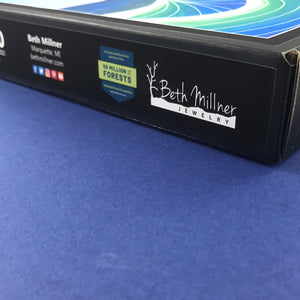 Beth Millner
Marquette, MI
bethmillner.com
60 MILLION
FORESTS
Beth Millner
JEWELRY